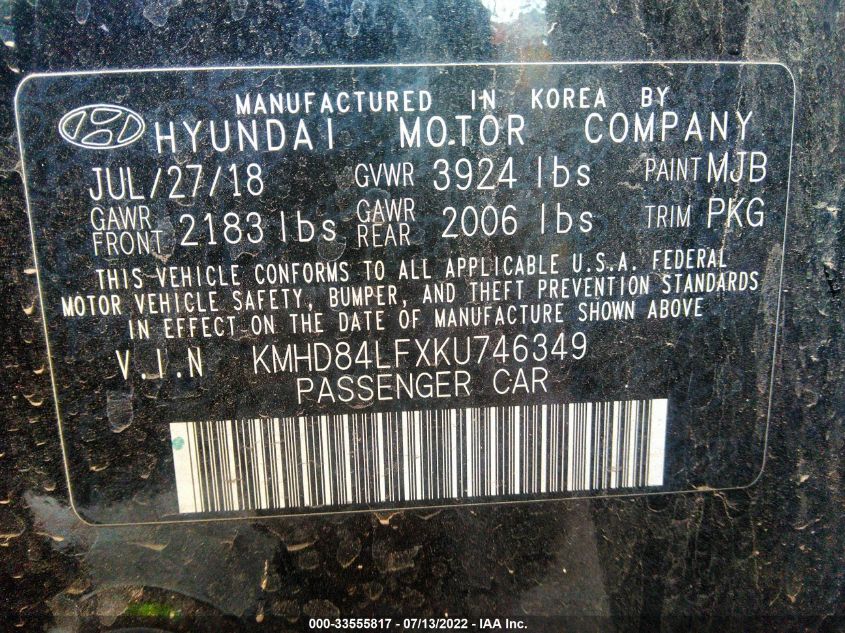 MANUFACTURED IN KOREA BY
HYUNDAI MOTOR COMPANY
JUL/27/18 GVWR 3924 lbs PAINT MJB
GAWR FRONT 2183 lbs GAWR REAR 2006 lbs TRIM PKG
THIS VEHICLE CONFORMS TO ALL APPLICABLE U.S.A. FEDERAL
MOTOR VEHICLE SAFETY, BUMPER, AND THEFT PREVENTION STANDARDS
IN EFFECT ON THE DATE OF MANUFACTURE SHOWN ABOVE
V.I.N KMHD84LFXKU746349
PASSENGER CAR
000-33555817 - 07/13/2022 - IAA Inc.